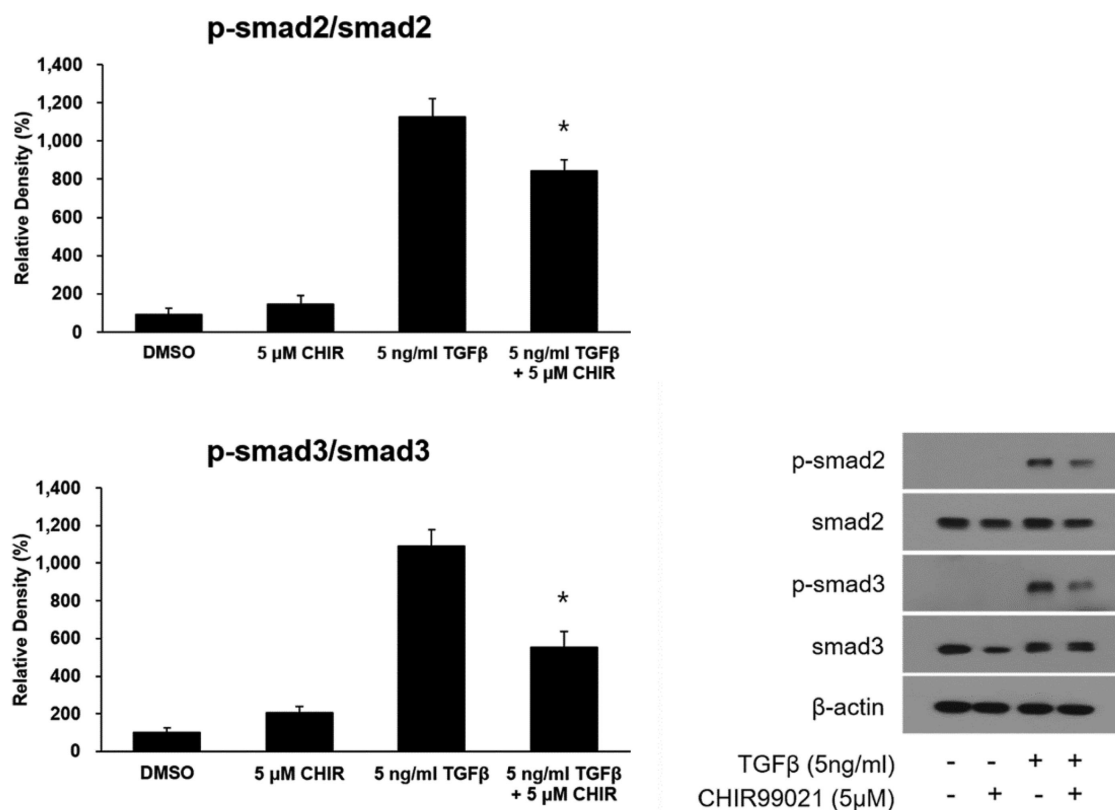 p-smad2/smad2
Relative Density (%)
1,400
1,200
1,000
800
600
400
200
0
*
DMSO
5 µM CHIR
5 ng/ml TGFβ
5 ng/ml TGFβ
+ 5 µM CHIR
p-smad3/smad3
Relative Density (%)
1,400
1,200
1,000
800
600
400
200
0
*
DMSO
5 µM CHIR
5 ng/ml TGFβ
5 ng/ml TGFβ
+ 5 µM CHIR
p-smad2
smad2
p-smad3
smad3
β-actin
TGFβ (5ng/ml) - - + +
CHIR99021 (5µM) - + - +